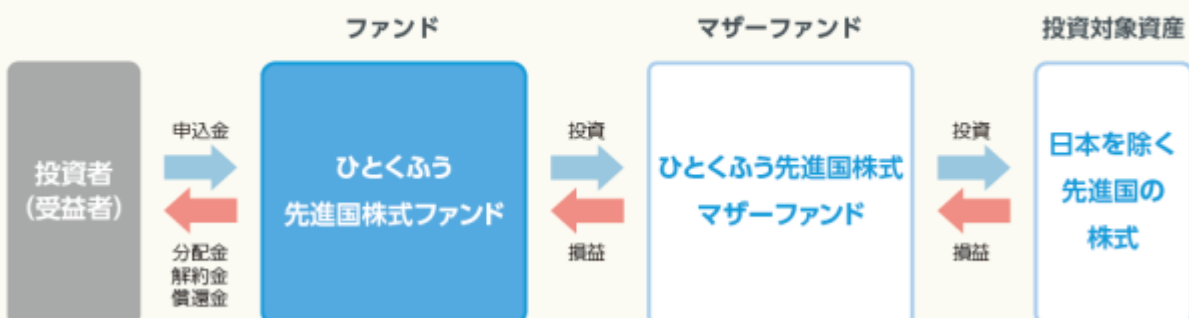 ファンド
マザーファンド
投資対象資産
投資者
(受益者)
申込金
分配金
解約金
償還金
ひとくふう
先進国株式ファンド
投資
損益
ひとくふう先進国株式
マザーファンド
投資
損益
日本を除く
先進国の
株式